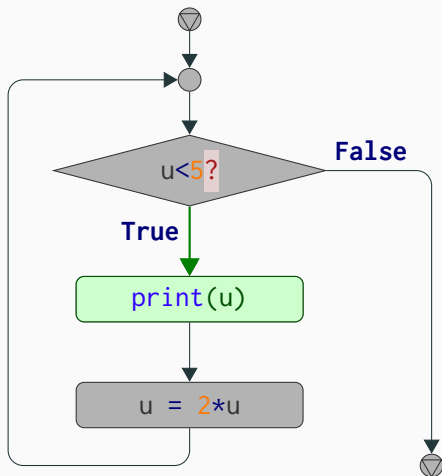 u<5?
False
True
print(u)
u = 2*u